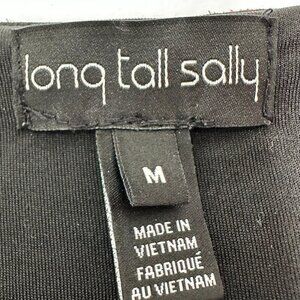 long tall sally
M
MADE IN
VIETNAM
FABRIQUÉ
AU VIETNAM